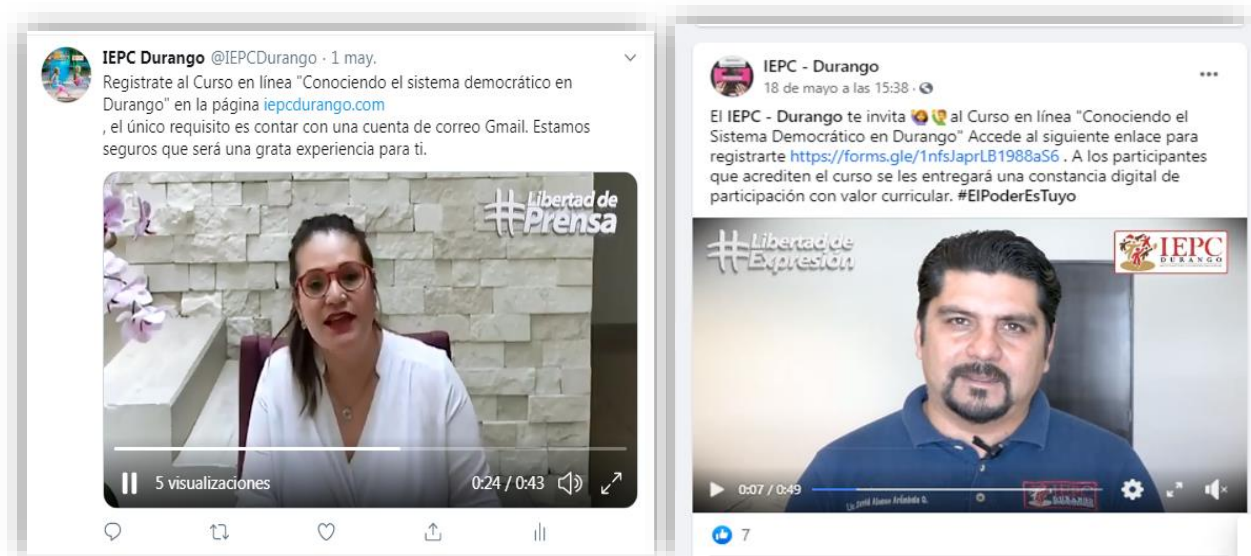 IEPC Durango @IEPCDurango · 1 may.
Registrate al Curso en línea "Conociendo el sistema democrático en
Durango" en la página iepcdurango.com
, el único requisito es contar con una cuenta de correo Gmail. Estamos
seguros que será una grata experiencia para ti.
#Libertad de
Prensa
5 visualizaciones
0:24 / 0:43
IEPC - Durango
18 de mayo a las 15:38 ·
El IEPC - Durango te invita al Curso en línea "Conociendo el
Sistema Democrático en Durango" Accede al siguiente enlace para
registrarte https://forms.gle/1nfsJaprLB1988aS6 . A los participantes
que acrediten el curso se les entregará una constancia digital de
participación con valor curricular. #ElPoderEsTuyo
#Libertad de
Expresión
IEPC
DURANGO
0:07 / 0:49
IEPC
DURANGO
7